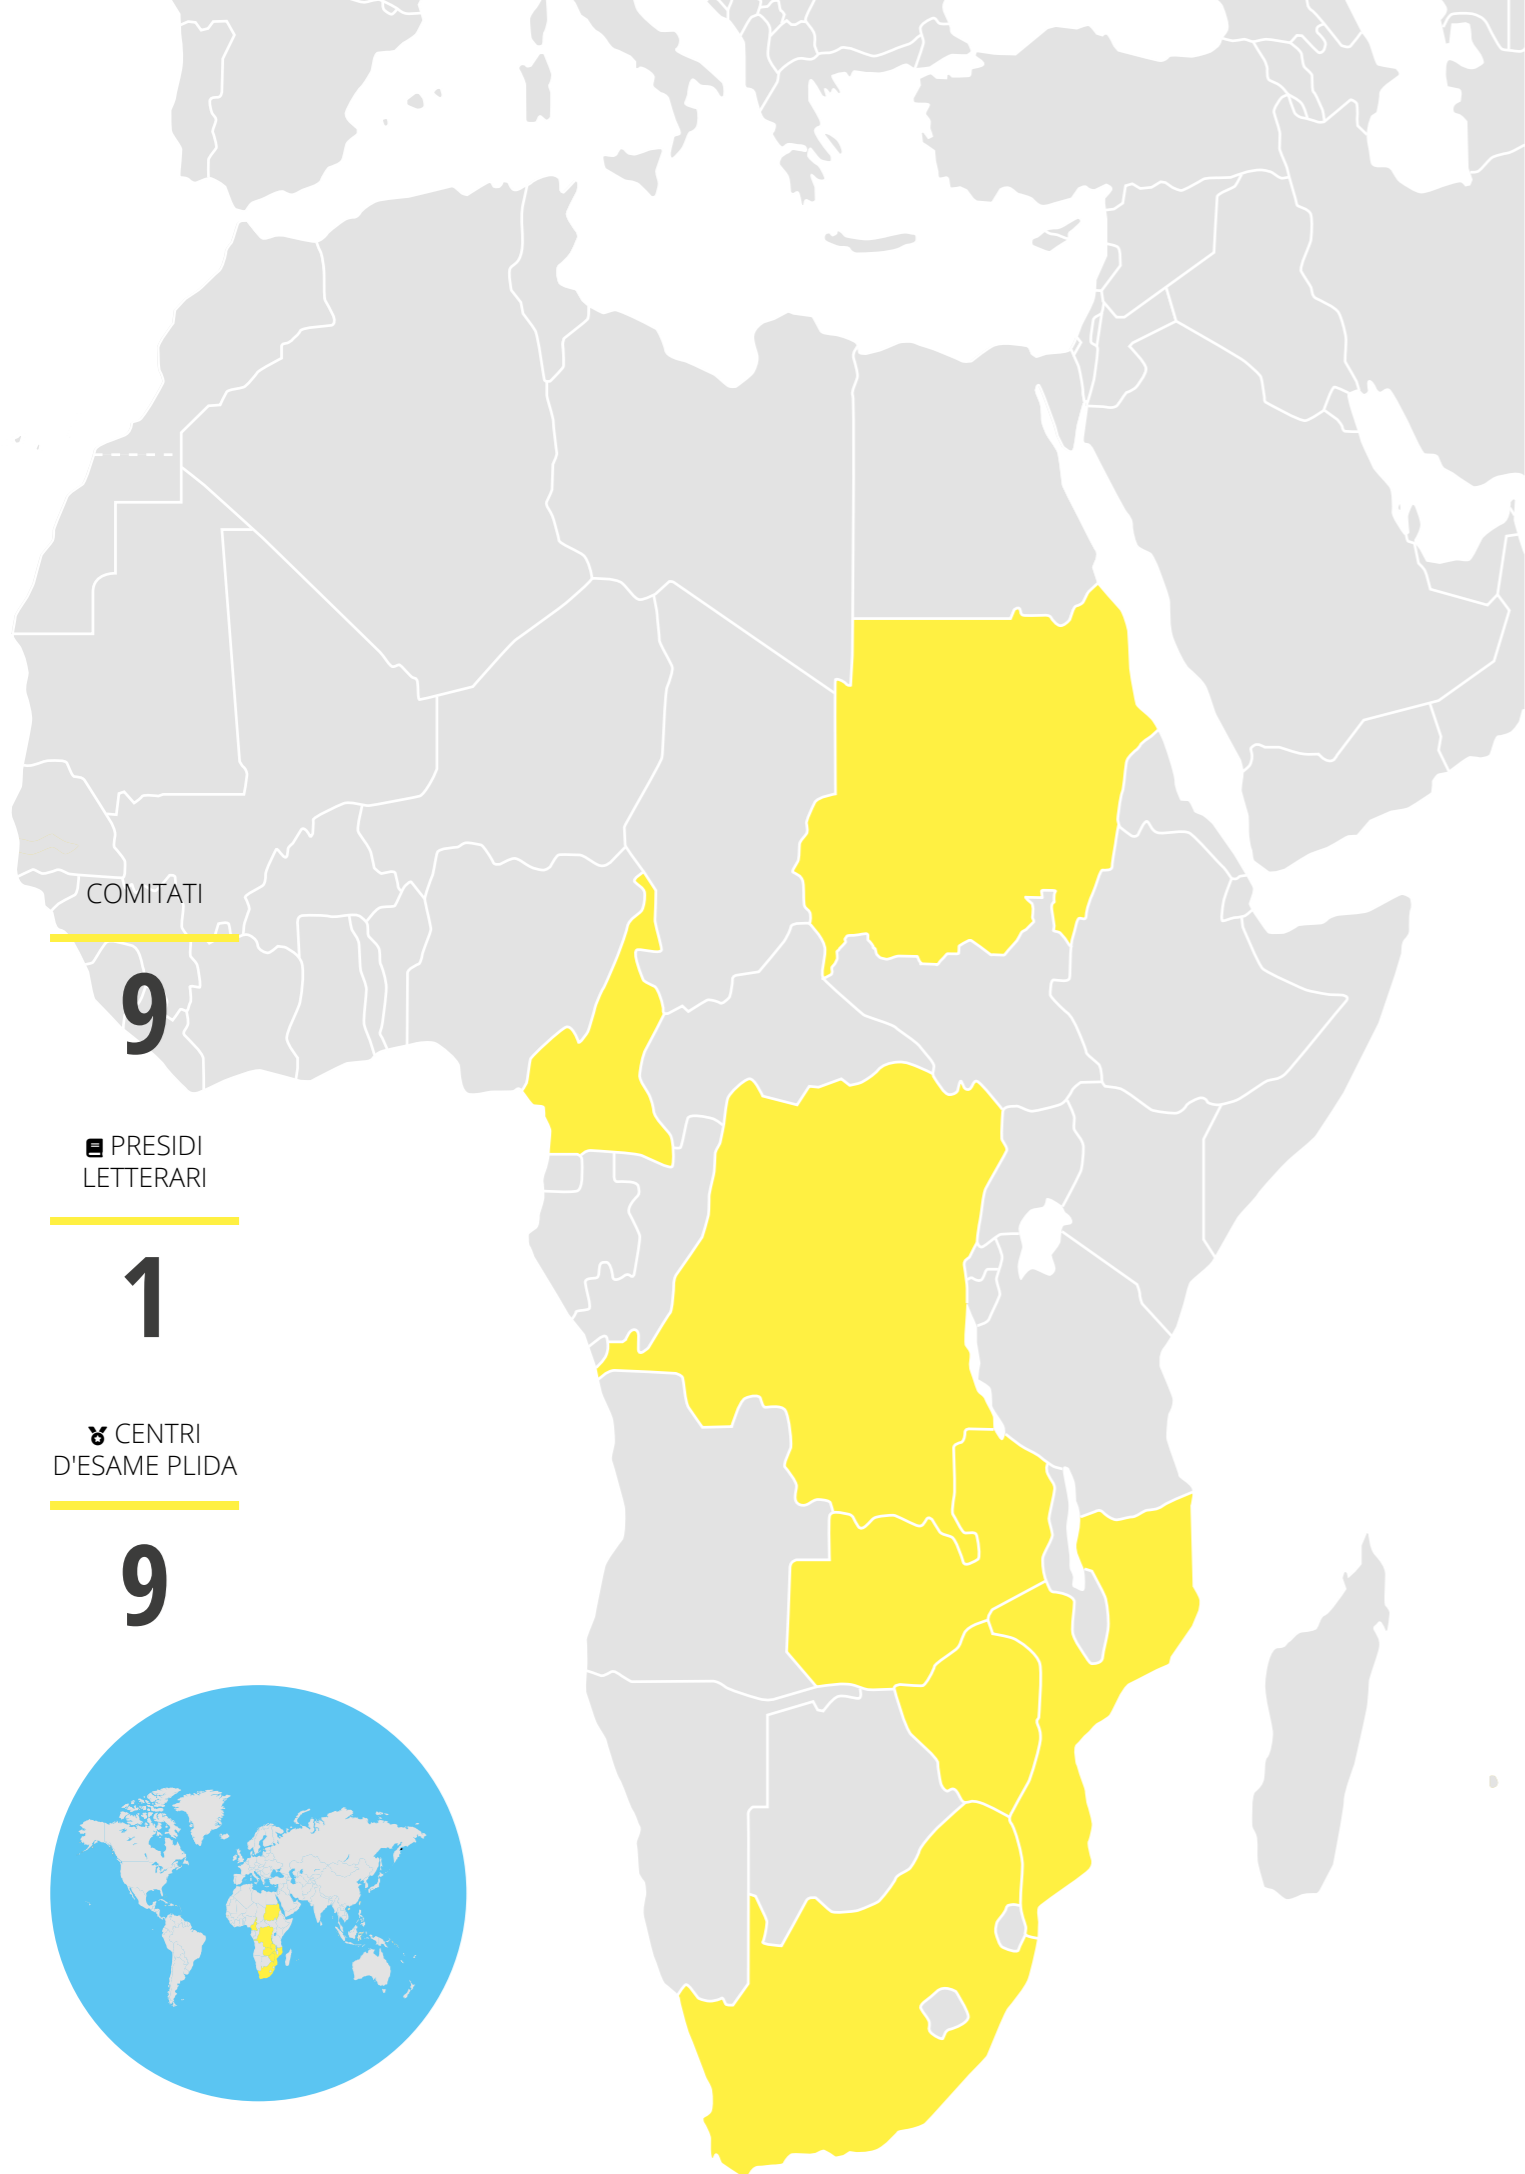 COMITATI
9
PRESIDI
LETTERARI
1
CENTRI
D'ESAME PLIDA
9